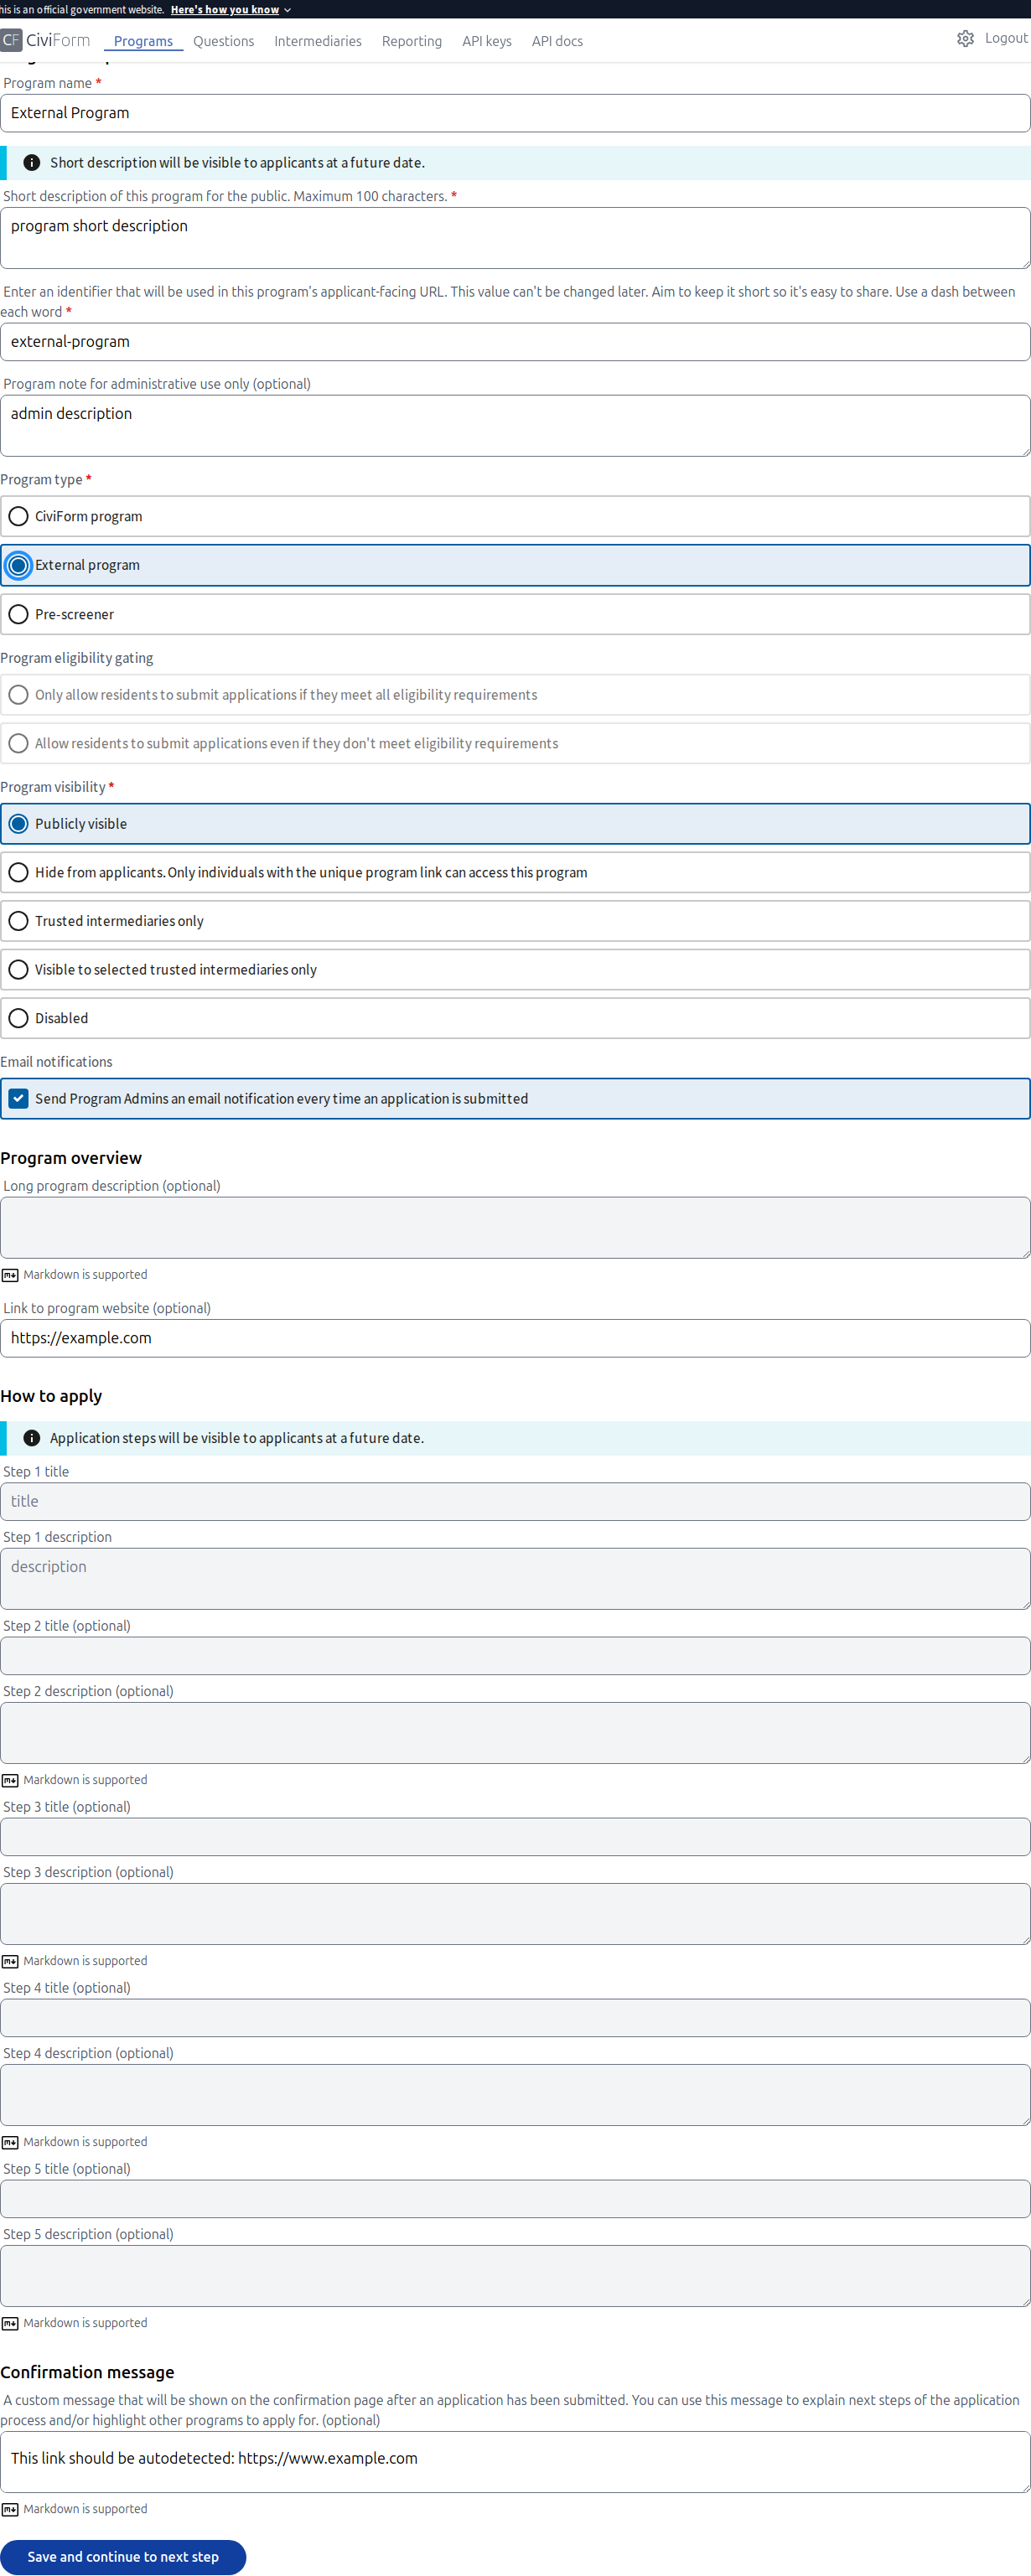 his is an official government website. Here's how you know
CF CiviForm Programs Questions Intermediaries Reporting API keys API docs Logout
Program name *
External Program
Short description will be visible to applicants at a future date.
Short description of this program for the public. Maximum 100 characters. *
program short description
Enter an identifier that will be used in this program's applicant-facing URL. This value can't be changed later. Aim to keep it short so it's easy to share. Use a dash between
each word *
external-program
Program note for administrative use only (optional)
admin description
Program type *
CiviForm program
External program
Pre-screener
Program eligibility gating
Only allow residents to submit applications if they meet all eligibility requirements
Allow residents to submit applications even if they don't meet eligibility requirements
Program visibility *
Publicly visible
Hide from applicants. Only individuals with the unique program link can access this program
Trusted intermediaries only
Visible to selected trusted intermediaries only
Disabled
Email notifications
Send Program Admins an email notification every time an application is submitted
Program overview
Long program description (optional)
Markdown is supported
Link to program website (optional)
https://example.com
How to apply
Application steps will be visible to applicants at a future date.
Step 1 title
title
Step 1 description
description
Step 2 title (optional)
Step 2 description (optional)
Markdown is supported
Step 3 title (optional)
Step 3 description (optional)
Markdown is supported
Step 4 title (optional)
Step 4 description (optional)
Markdown is supported
Step 5 title (optional)
Step 5 description (optional)
Markdown is supported
Confirmation message
A custom message that will be shown on the confirmation page after an application has been submitted. You can use this message to explain next steps of the application
process and/or highlight other programs to apply for. (optional)
This link should be autodetected: https://www.example.com
Markdown is supported
Save and continue to next step